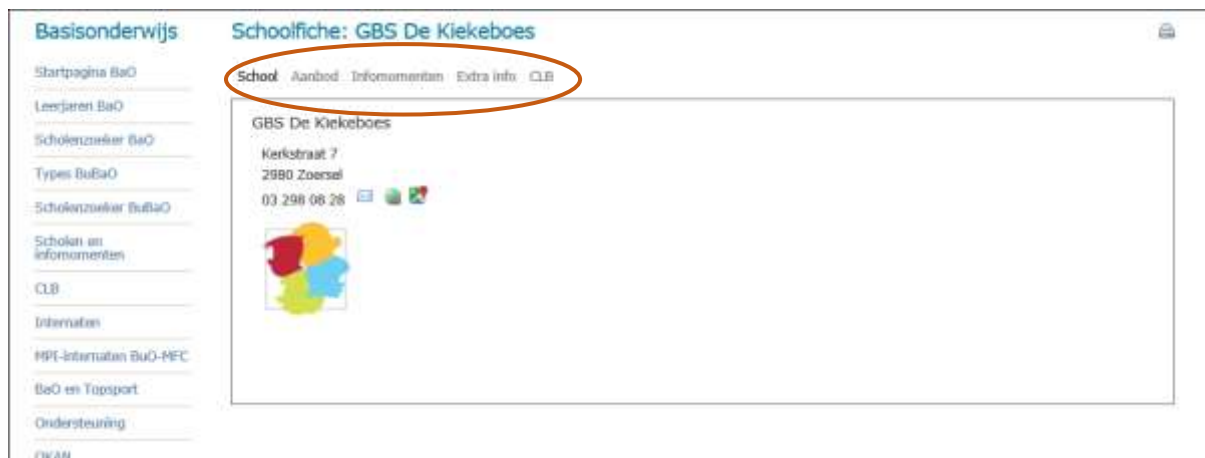 Basisonderwijs
Startpagina BaO
Leerjaren BaO
Scholenzoeker BaO
Types BuBaO
Scholenzoeker BuBaO
Scholen en
infomomenten
CLB
Internaten
MPI-internaten BuO-MFC
BaO en Topsport
Ondersteuning
OKAN
Schoolfiche: GBS De Kiekeboes
School Aanbod Infomomenten Extra info CLB
GBS De Kiekeboes
Kerkstraat 7
2980 Zoersel
03 298 08 28